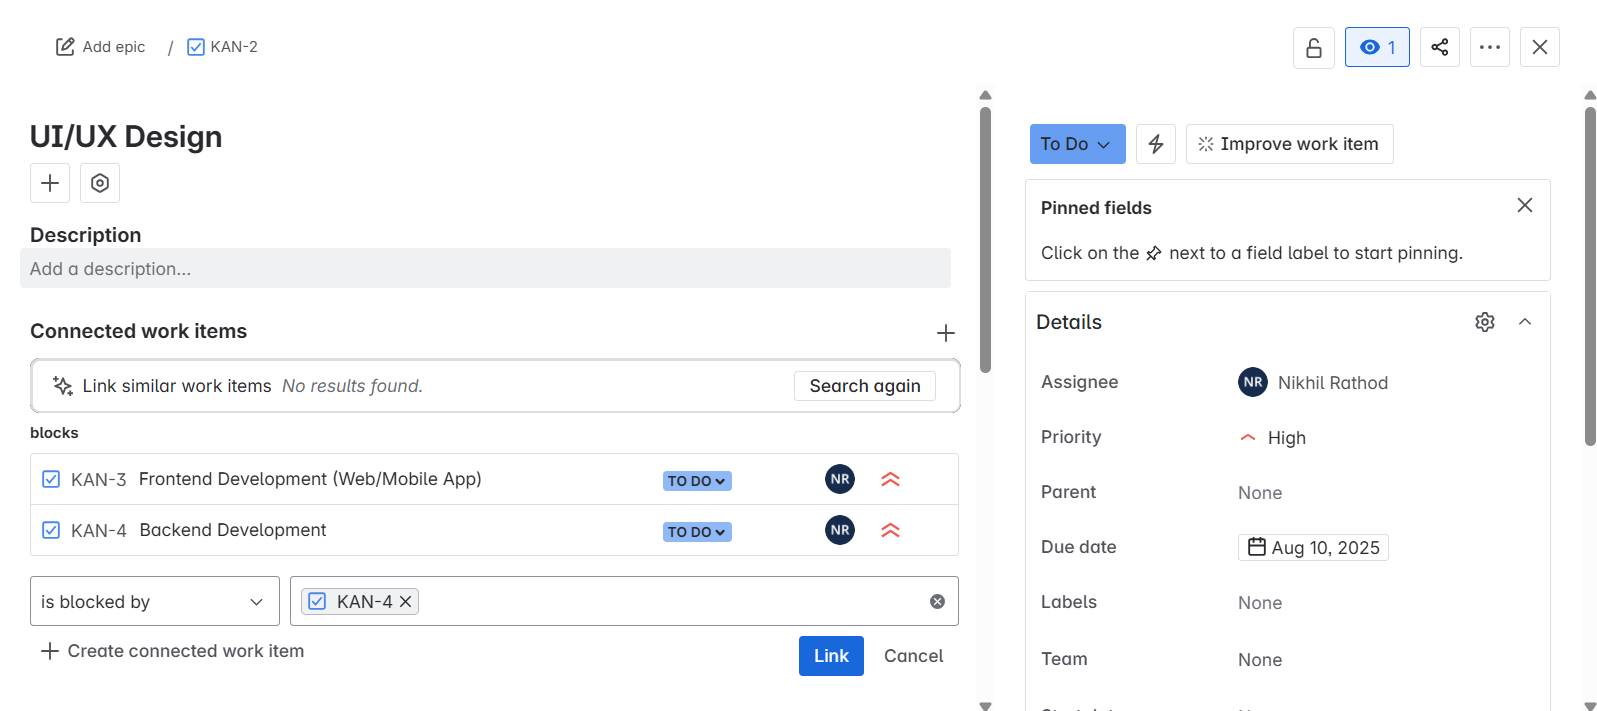 Add epic / KAN-2
1
UI/UX Design
Description
Add a description...
Connected work items
Link similar work items No results found. Search again
blocks
KAN-3 Frontend Development (Web/Mobile App) TO DO NR
KAN-4 Backend Development TO DO NR
is blocked by KAN-4
Create connected work item Link Cancel
To Do Improve work item
Pinned fields
Click on the next to a field label to start pinning.
Details
Assignee NR Nikhil Rathod
Priority High
Parent None
Due date Aug 10, 2025
Labels None
Team None